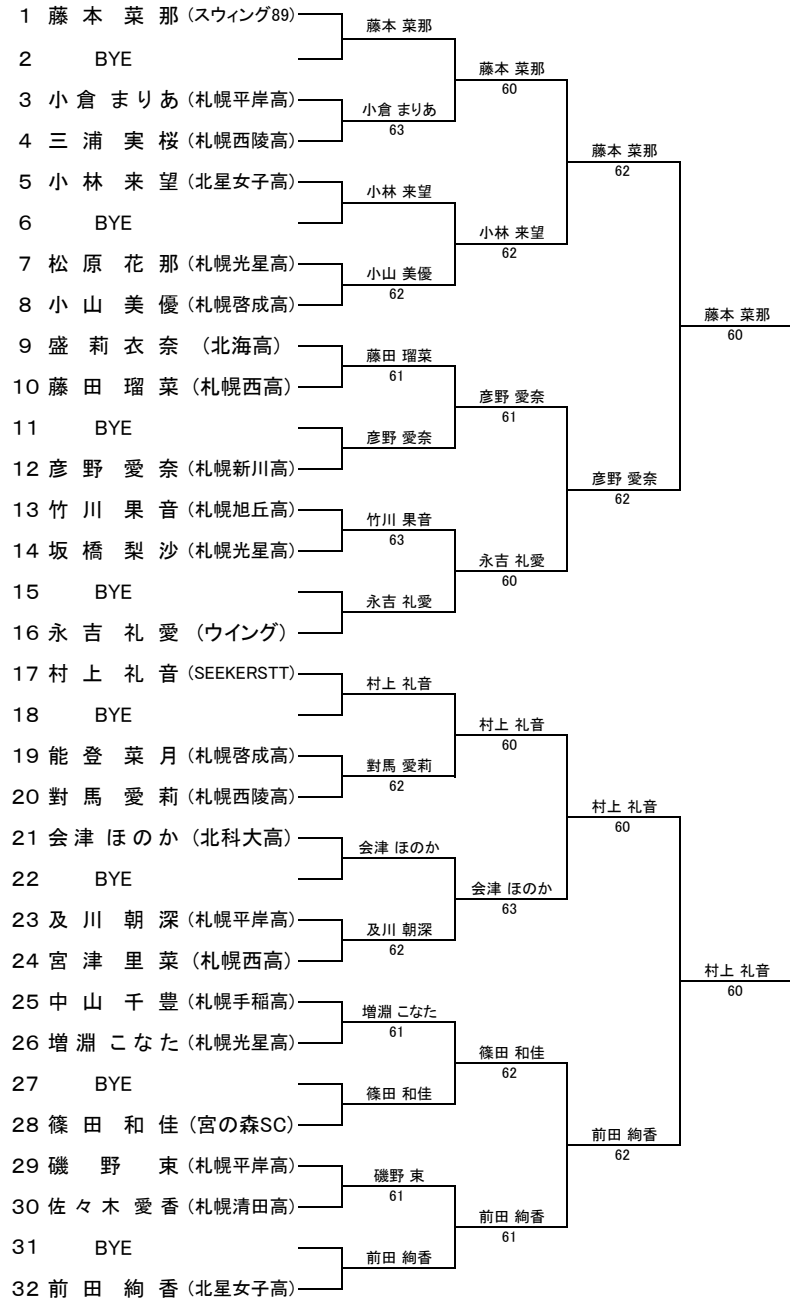 1 藤本 菜那 (スウィング89)
2 BYE
3 小倉 まりあ (札幌平岸高)
4 三浦 実桜 (札幌西陵高)
5 小林 来望 (北星女子高)
6 BYE
7 松原 花那 (札幌光星高)
8 小山 美優 (札幌啓成高)
9 盛 莉衣奈 (北海高)
10 藤田 瑠菜 (札幌西高)
11 BYE
12 彦野 愛奈 (札幌新川高)
13 竹川 果音 (札幌旭丘高)
14 坂橋 梨沙 (札幌光星高)
15 BYE
16 永吉 礼愛 (ウイング)
17 村上 礼音 (SEEKERSTT)
18 BYE
19 能登 菜月 (札幌啓成高)
20 對馬 愛莉 (札幌西陵高)
21 会津 ほのか (北科大高)
22 BYE
23 及川 朝深 (札幌平岸高)
24 宮津 里菜 (札幌西高)
25 中山 千豊 (札幌手稲高)
26 増淵 こなた (札幌光星高)
27 BYE
28 篠田 和佳 (宮の森SC)
29 磯野 束 (札幌平岸高)
30 佐々木 愛香 (札幌清田高)
31 BYE
32 前田 絢香 (北星女子高)
藤本 菜那
小倉 まりあ
63
小林 来望
小山 美優
62
藤田 瑠菜
61
彦野 愛奈
竹川 果音
63
永吉 礼愛
村上 礼音
對馬 愛莉
62
会津 ほのか
及川 朝深
62
増淵 こなた
61
篠田 和佳
磯野 束
61
前田 絢香
藤本 菜那
60
小林 来望
62
彦野 愛奈
61
永吉 礼愛
60
村上 礼音
60
会津 ほのか
63
篠田 和佳
62
前田 絢香
61
藤本 菜那
62
彦野 愛奈
62
村上 礼音
60
前田 絢香
62
藤本 菜那
60
村上 礼音
60